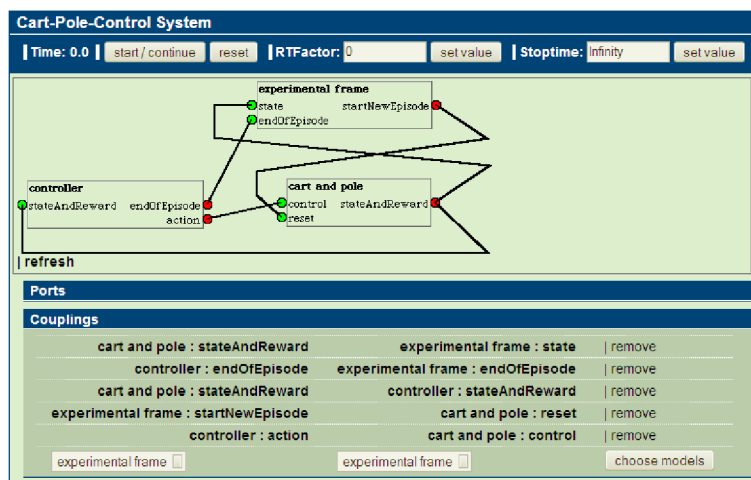 Cart-Pole-Control System
Time: 0.0 | start / continue reset | RTFactor: 0 set value | Stoptime: Infinity set value
experimental frame
state startNewEpisode
endOfEpisode
controller
stateAndReward endOfEpisode
action
cart and pole
control stateAndReward
reset
| refresh
Ports
Couplings
cart and pole : stateAndReward experimental frame : state | remove
controller : endOfEpisode experimental frame : endOfEpisode | remove
cart and pole : stateAndReward controller : stateAndReward | remove
experimental frame : startNewEpisode cart and pole : reset | remove
controller : action cart and pole : control | remove
experimental frame experimental frame choose models